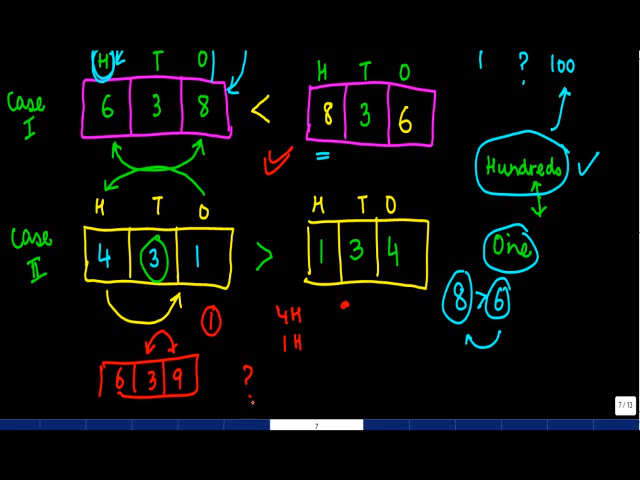 H T O
1 ? 100
Case I
6 3 8 <
H T O
8 3 6
=
Hundreds
H T O
Case II
4 3 1 >
H T O
1 3 4
One
8 > 6
1
4H
1H
6 3 9
?
7
7 / 13